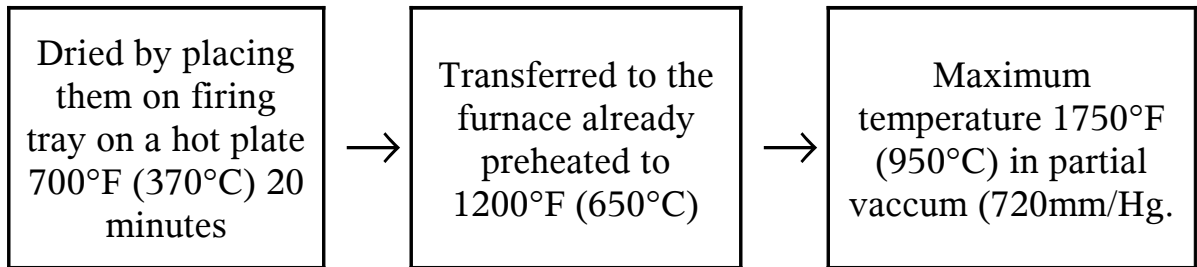 Dried by placing
them on firing
tray on a hot plate
700°F (370°C) 20
minutes
Transferred to the
furnace already
preheated to
1200°F (650°C)
Maximum
temperature 1750°F
(950°C) in partial
vaccum (720mm/Hg.